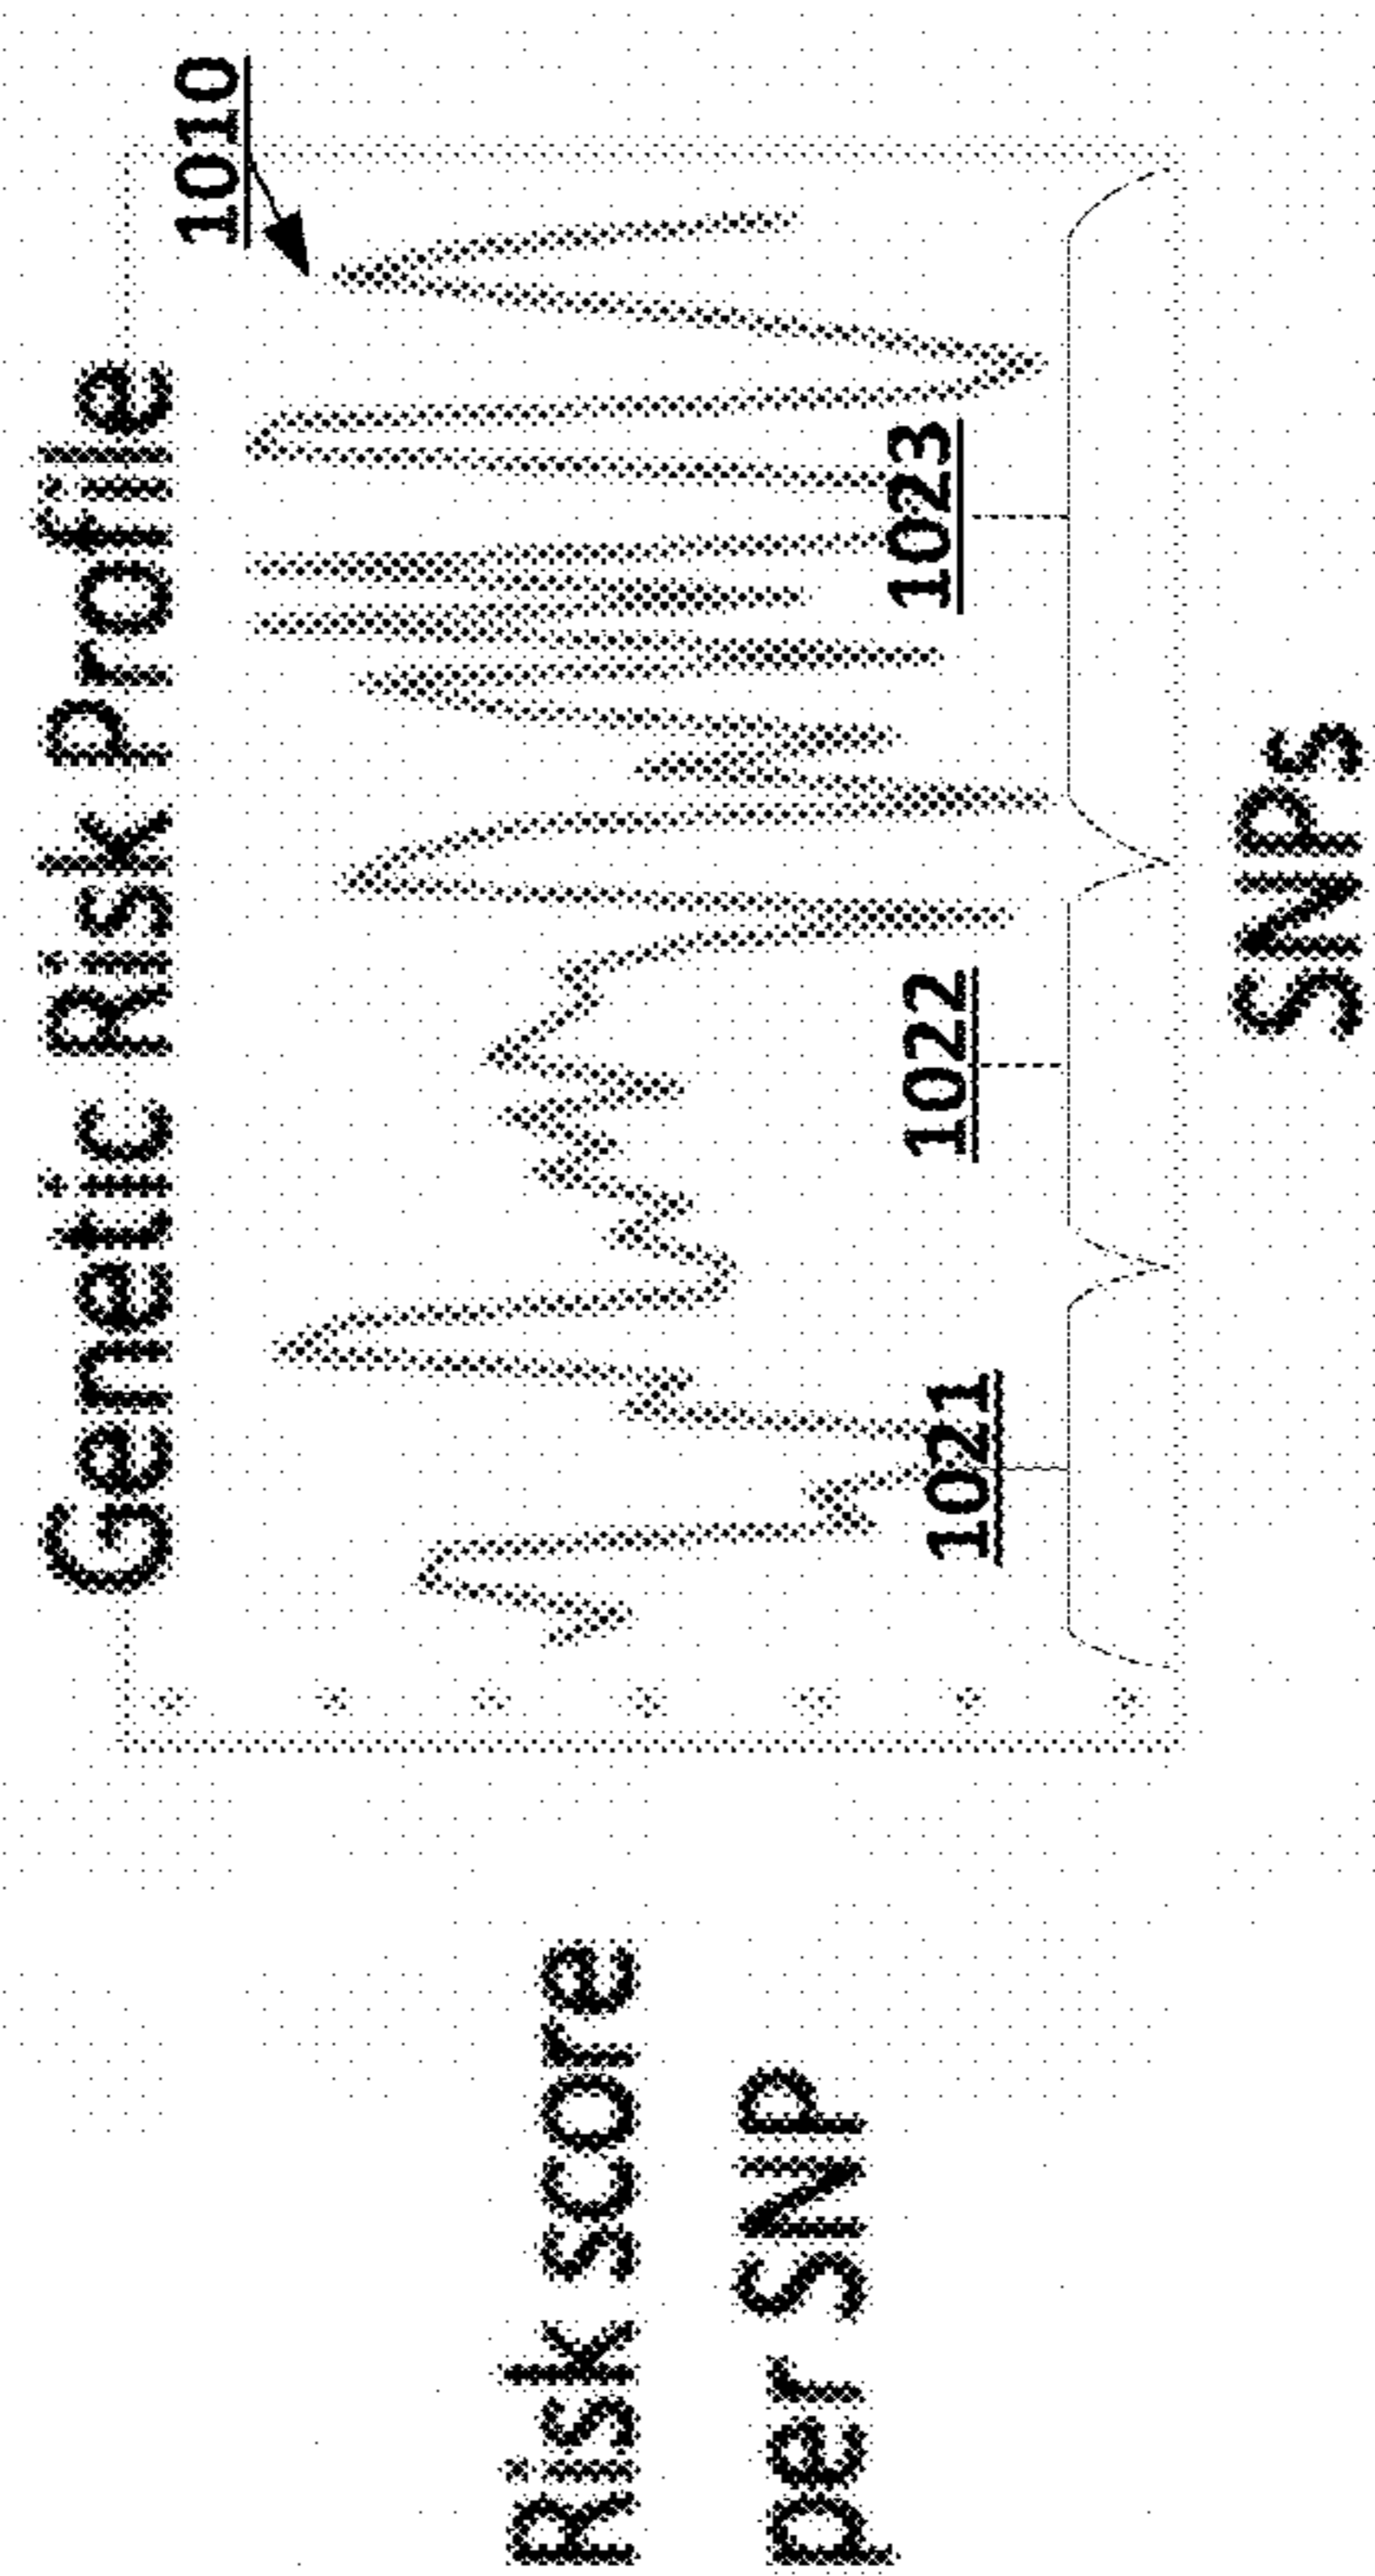 Genetic Risk Profile
1010
Risk score
per SNP
1021
1022
1023
SNPs